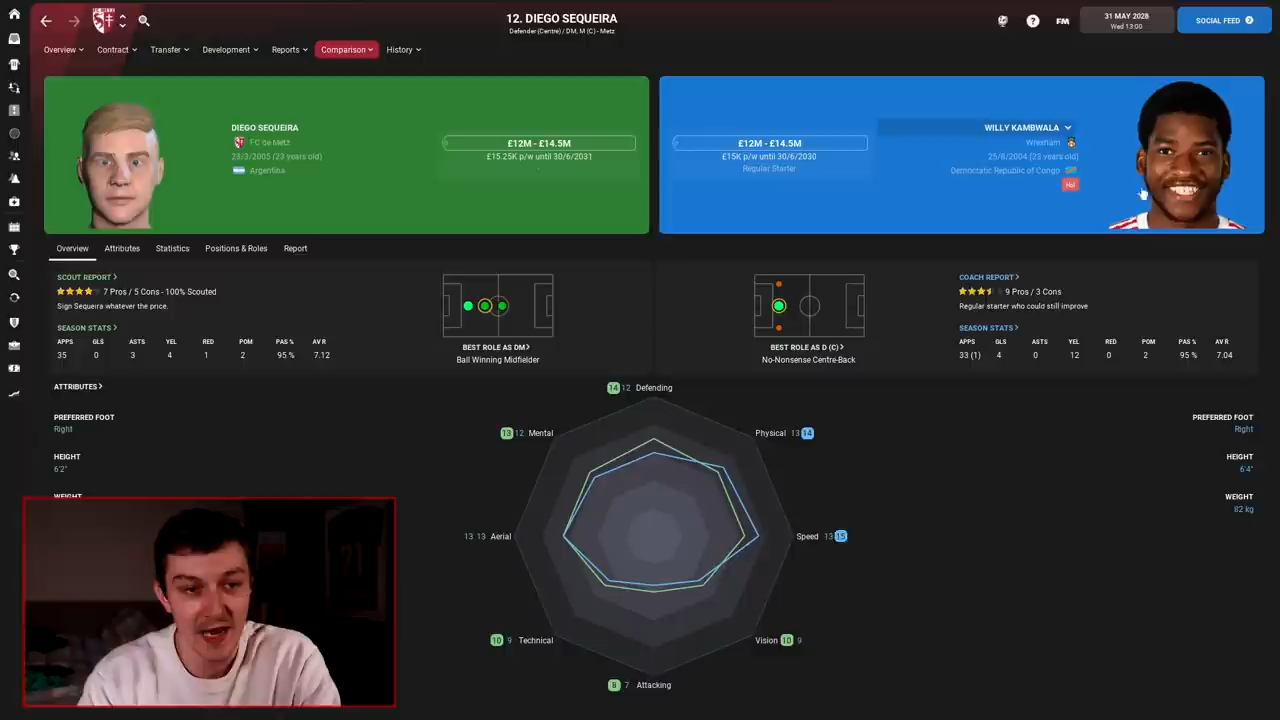 12. DIEGO SEQUEIRA
Defender (Centre) / DM, M (C) - Metz
FM
31 MAY 2028
Wed 13:00
SOCIAL FEED
Overview
Contract
Transfer
Development
Reports
Comparison
History
DIEGO SEQUEIRA
FC de Metz
23/3/2005 (23 years old)
Argentina
£12M - £14.5M
£15.25K p/w until 30/6/2031
£12M - £14.5M
£15K p/w until 30/6/2030
Regular Starter
WILLY KAMBWALA
Wrexham
25/8/2004 (23 years old)
Democratic Republic of Congo
Hol
Overview
Attributes
Statistics
Positions & Roles
Report
SCOUT REPORT
7 Pros / 5 Cons - 100% Scouted
Sign Sequeira whatever the price.
SEASON STATS
APPS GLS ASTS YEL RED POM PAS % AV R
35 0 3 4 1 2 95 % 7.12
BEST ROLE AS DM
Ball Winning Midfielder
BEST ROLE AS D (C)
No-Nonsense Centre-Back
COACH REPORT
9 Pros / 3 Cons
Regular starter who could still improve
SEASON STATS
APPS GLS ASTS YEL RED POM PAS % AV R
33 (1) 4 0 12 0 2 95 % 7.04
ATTRIBUTES
PREFERRED FOOT
Right
HEIGHT
6'2"
WEIGHT
14 12 Defending
13 12 Mental
Physical 13 14
13 13 Aerial
Speed 13 15
10 9 Technical
Vision 10 9
8 7 Attacking
PREFERRED FOOT
Right
HEIGHT
6'4"
WEIGHT
82 kg